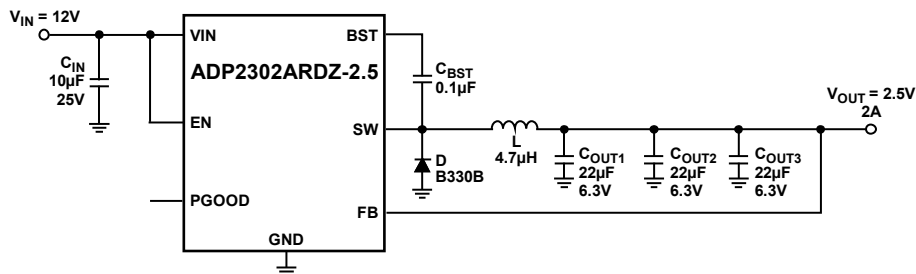 VIN = 12V
CIN
10µF
25V
VIN
EN
PGOOD
ADP2302ARDZ-2.5
GND
BST
SW
FB
CBST
0.1µF
D
B330B
L
4.7µH
COUT1
22µF
6.3V
COUT2
22µF
6.3V
COUT3
22µF
6.3V
VOUT = 2.5V
2A